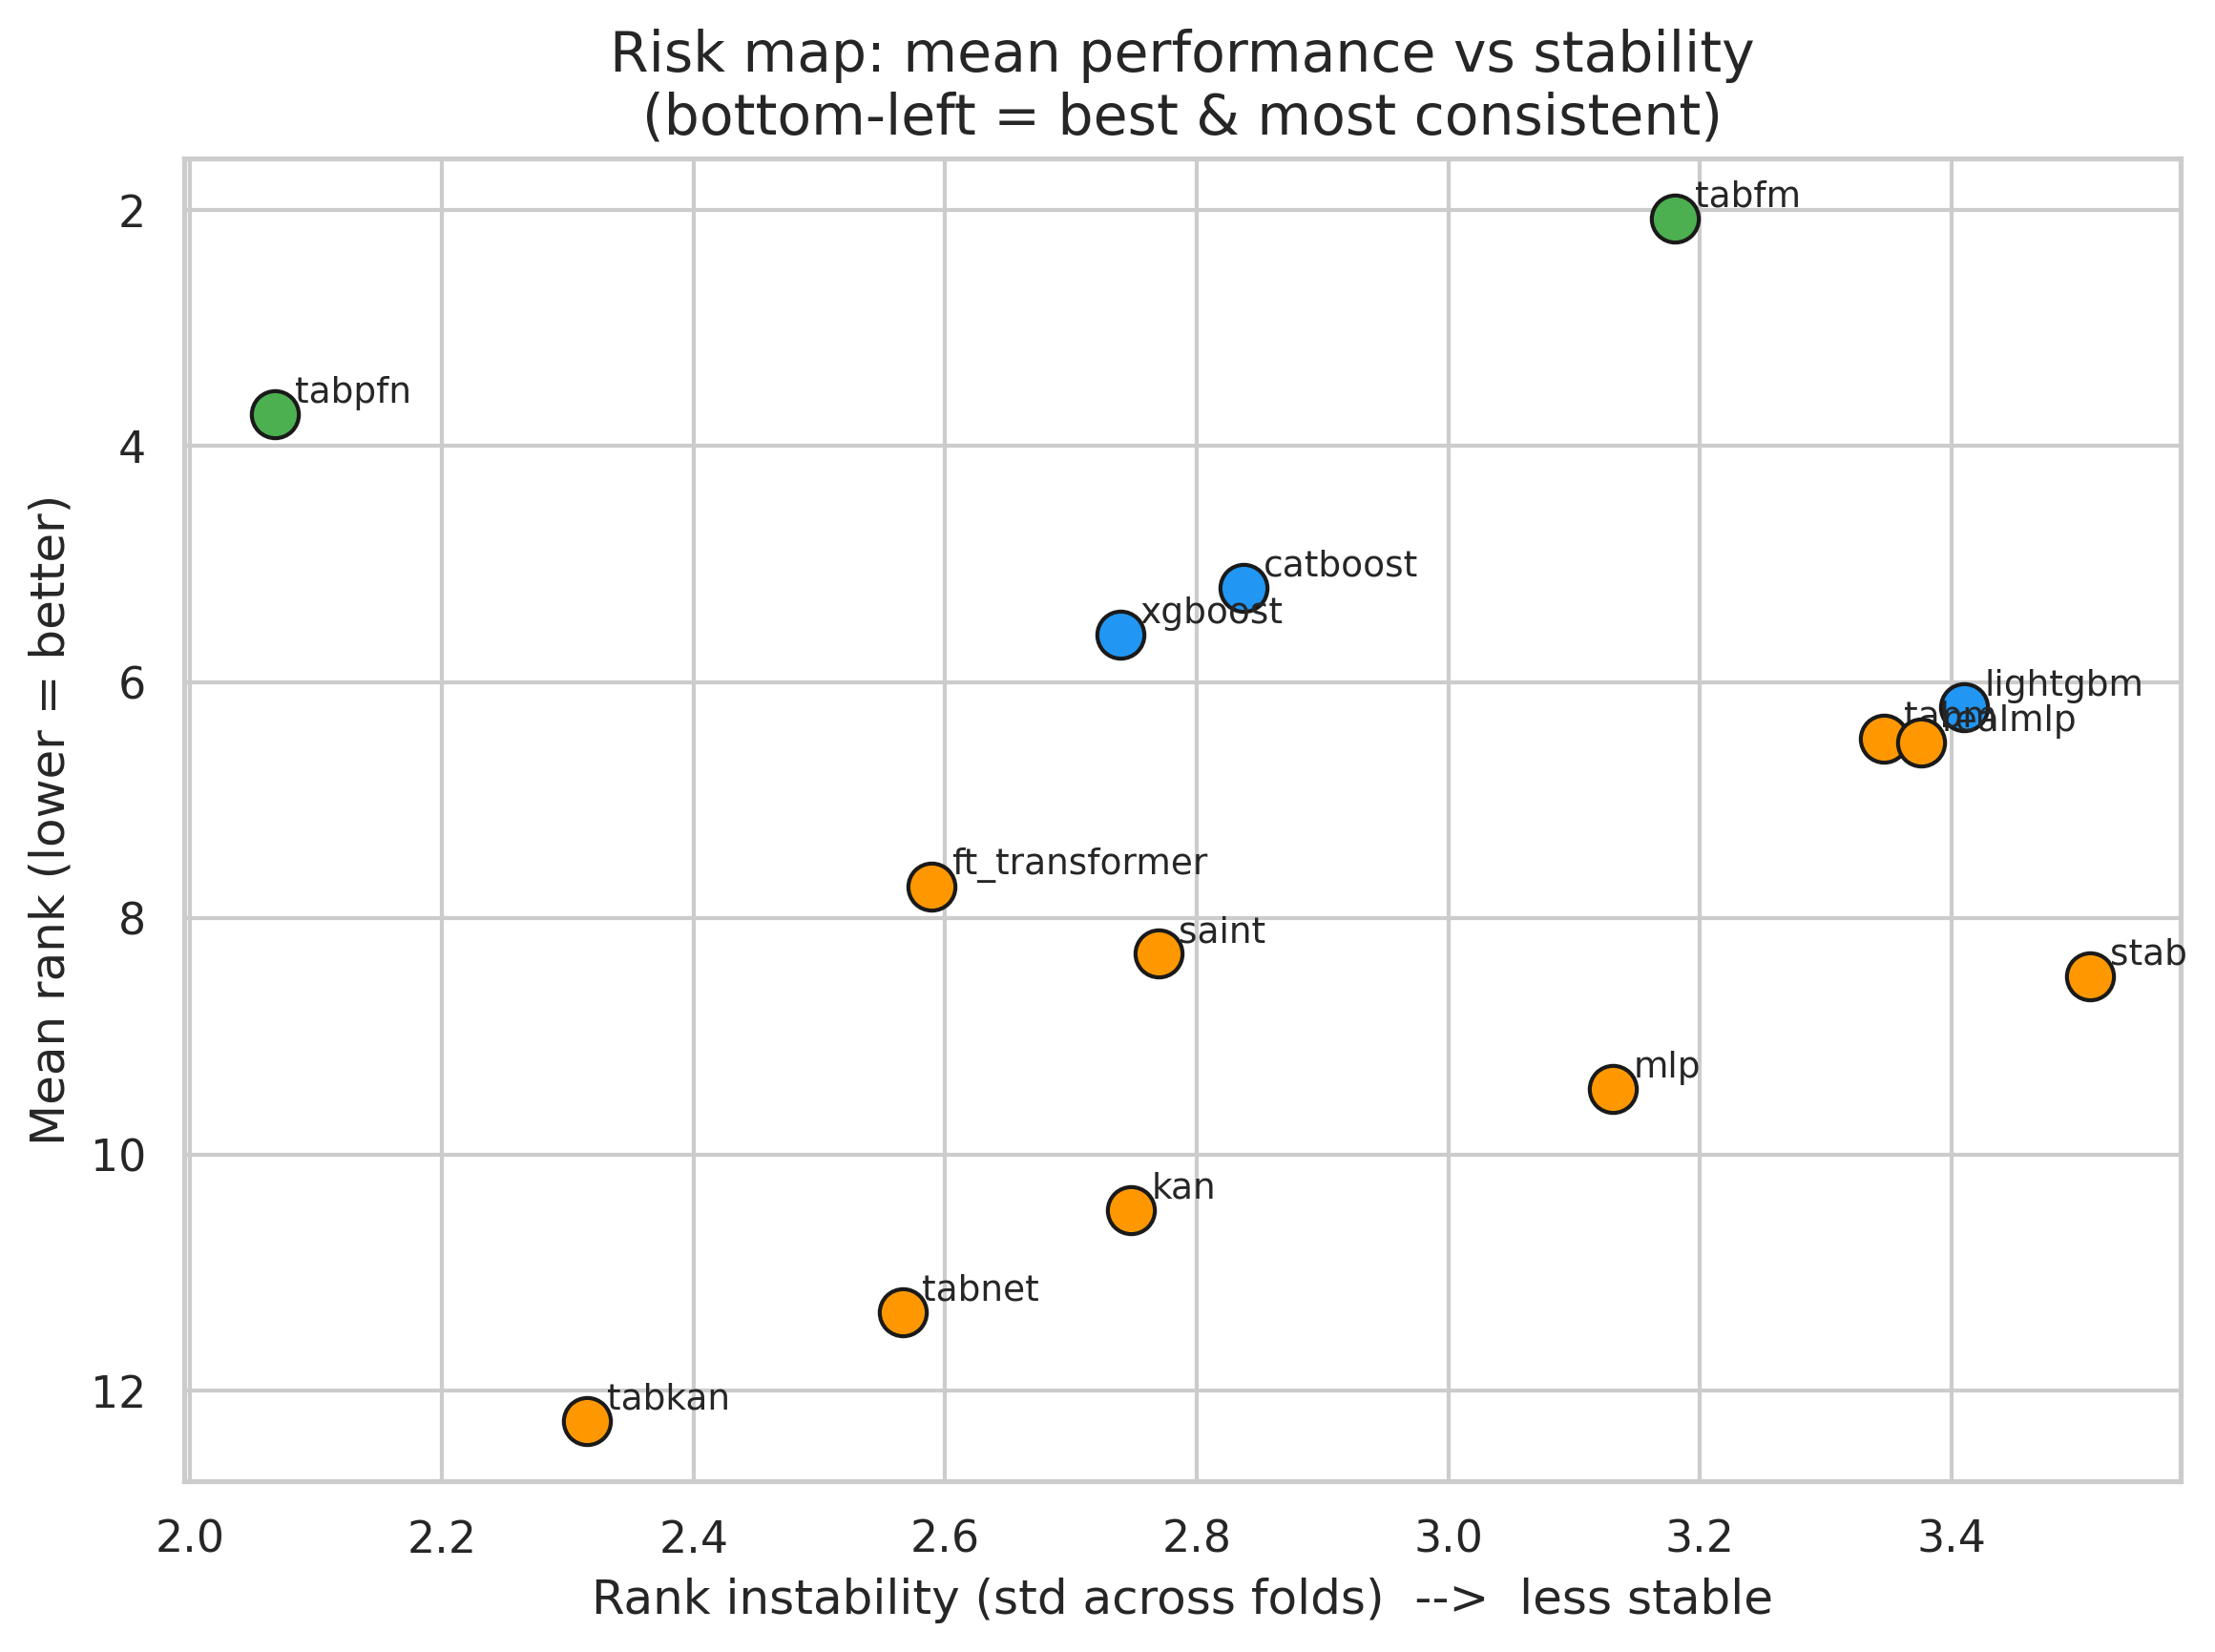 Risk map: mean performance vs stability
(bottom-left = best & most consistent)
Mean rank (lower = better)
2
4
6
8
10
12
tabfm
tabpfn
catboost
xgboost
lightgbm
tabm
realmlp
ft_transformer
saint
stab
mlp
kan
tabnet
tabkan
2.0 2.2 2.4 2.6 2.8 3.0 3.2 3.4
Rank instability (std across folds) --> less stable